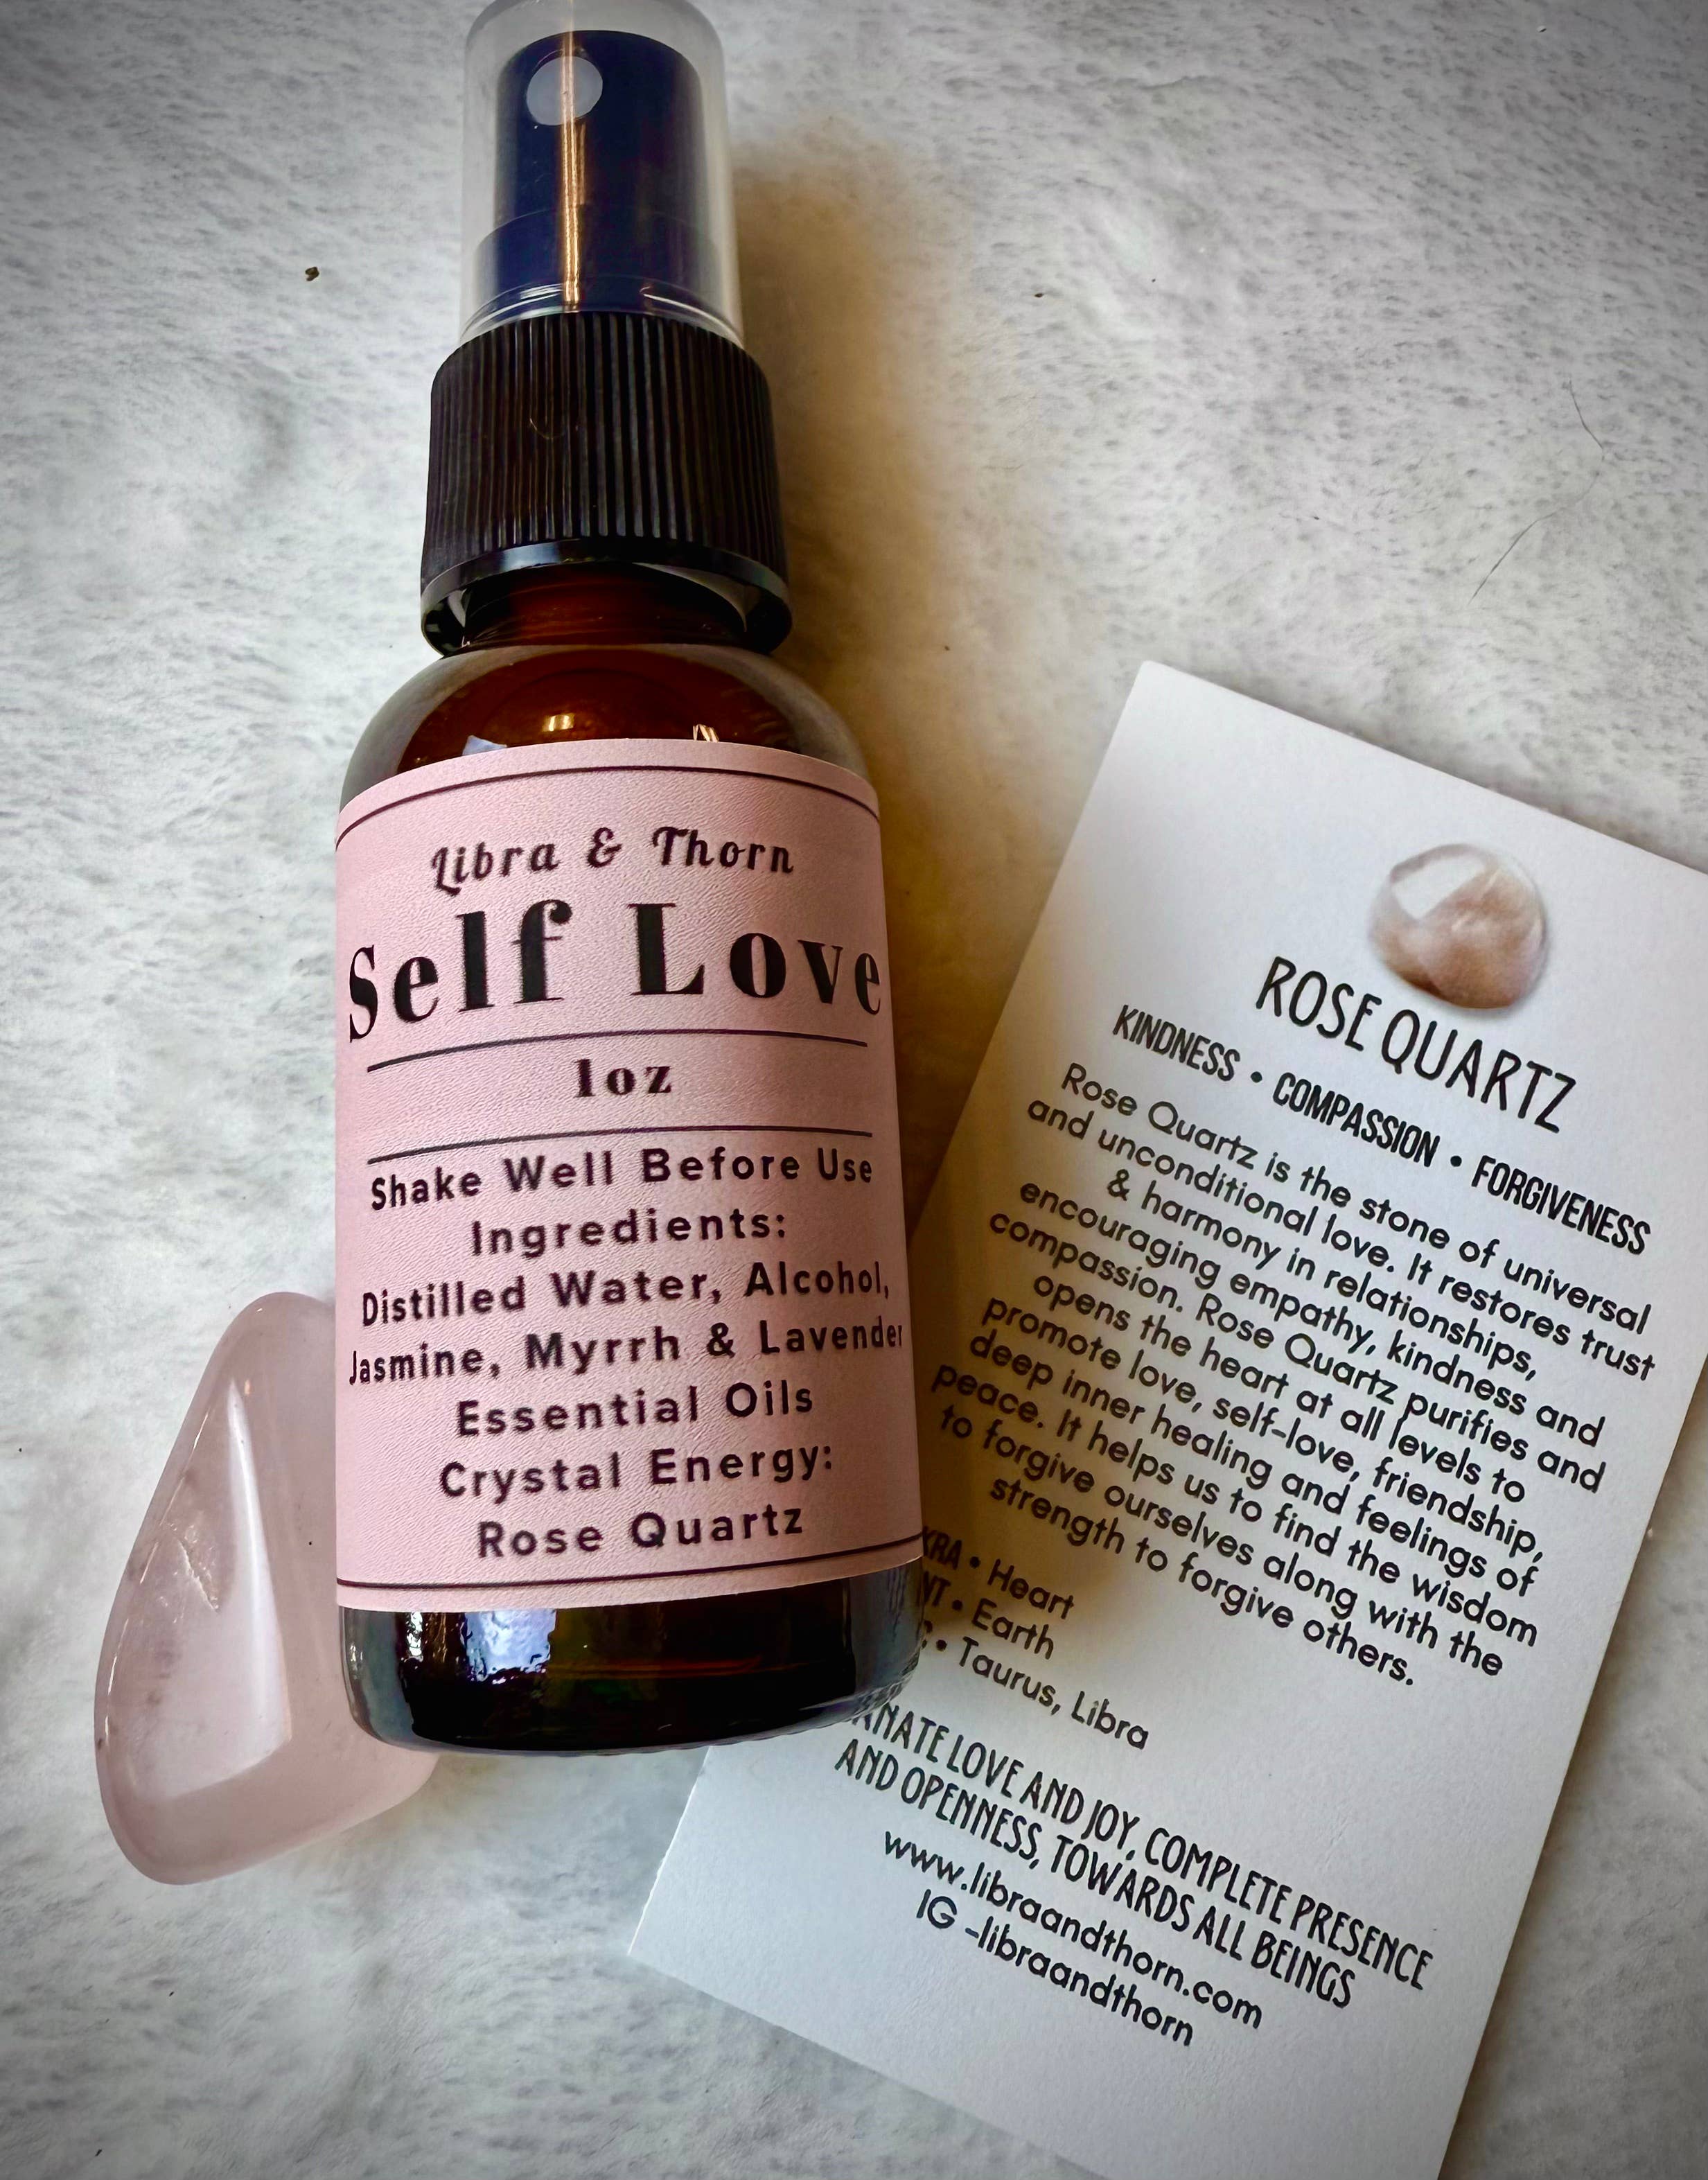 Libra & Thorn
Self Love
1oz
Shake Well Before Use
Ingredients:
Distilled Water, Alcohol,
Jasmine, Myrrh & Lavender
Essential Oils
Crystal Energy:
Rose Quartz
ROSE QUARTZ
KINDNESS • COMPASSION • FORGIVENESS
Rose Quartz is the stone of universal
and unconditional love. It restores trust
& harmony in relationships,
encouraging empathy, kindness and
compassion. Rose Quartz purifies and
opens the heart at all levels to
promote love, self-love, friendship,
deep inner healing and feelings of
peace. It helps us to find the wisdom
to forgive ourselves along with the
strength to forgive others.
• Heart
• Earth
• Taurus, Libra
LOVE AND JOY, COMPLETE PRESENCE
AND OPENNESS, TOWARDS ALL BEINGS
www.libraandthorn.com
IG -libraandthorn